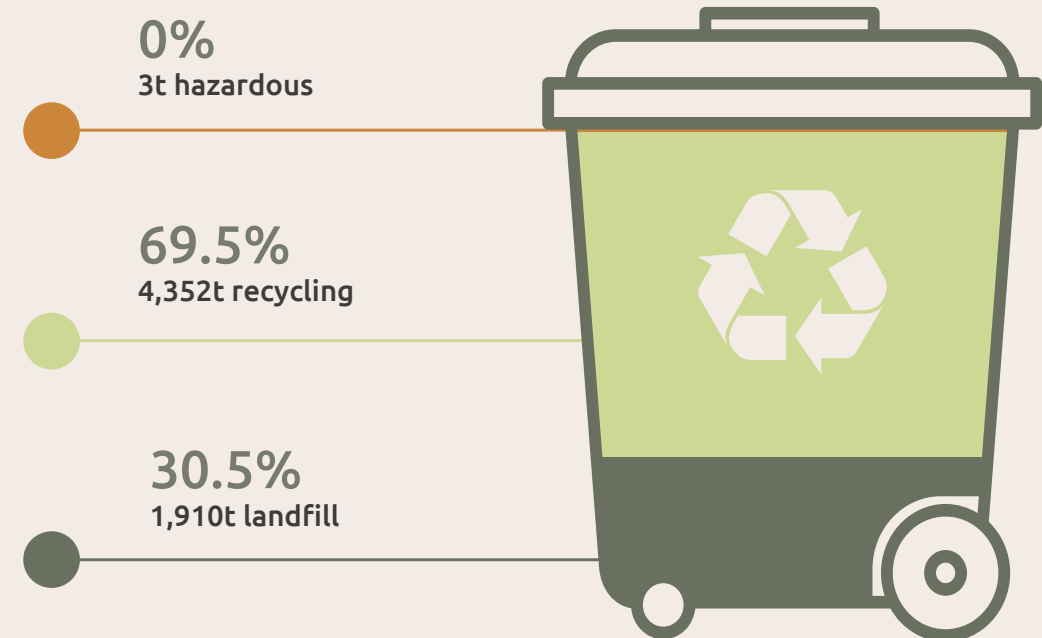 0%
3t hazardous
69.5%
4,352t recycling
30.5%
1,910t landfill